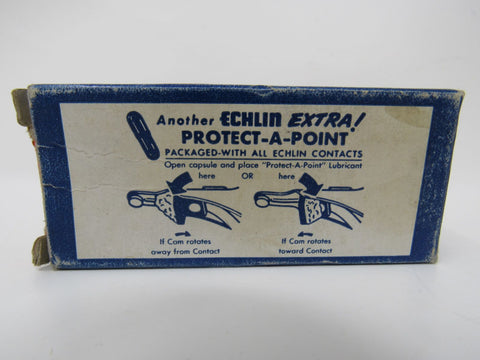 Another ECHLIN EXTRA!
PROTECT-A-POINT
PACKAGED-WITH ALL ECHLIN CONTACTS
Open capsule and place "Protect-A-Point" Lubricant
here OR here
If Cam rotates
away from Contact
If Cam rotates
toward Contact